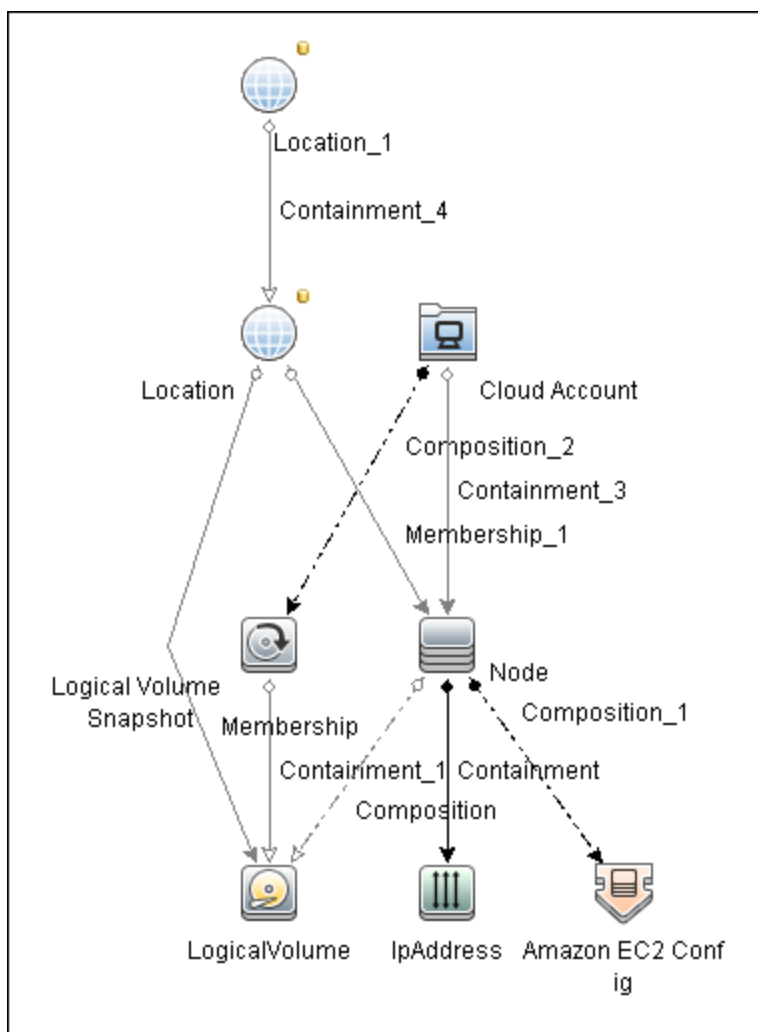 Location_1
Containment_4
Location
Cloud Account
Composition_2
Containment_3
Membership_1
Node
Logical Volume
Snapshot
Membership
Composition_1
Containment_1
Containment
Composition
LogicalVolume
IpAddress
Amazon EC2 Conf
ig